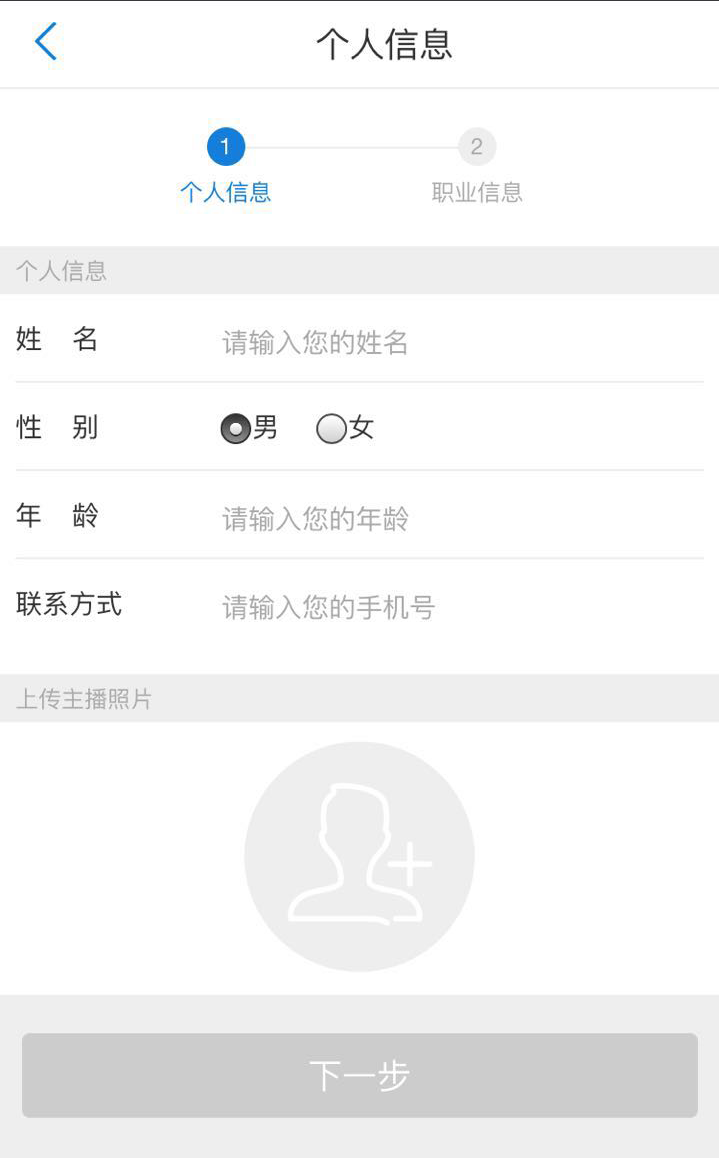 个人信息
1 2
个人信息 职业信息
个人信息
姓 名 请输入您的姓名
性 别 男 女
年 龄 请输入您的年龄
联系方式 请输入您的手机号
上传主播照片
下一步